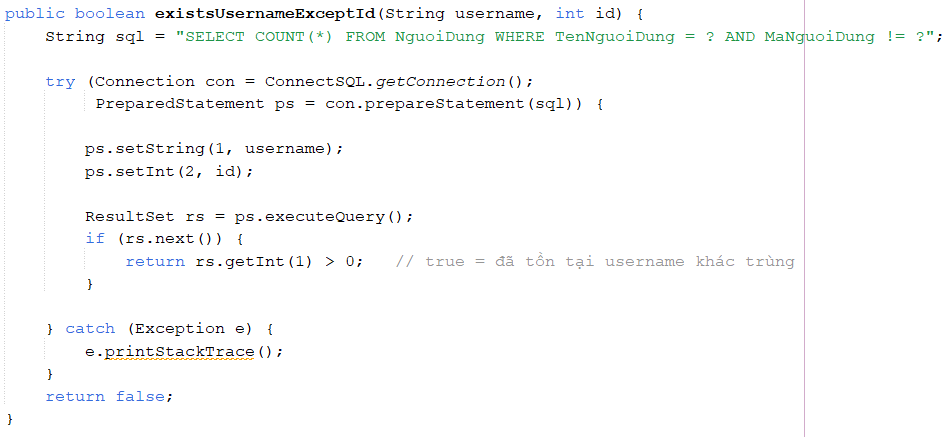 public boolean existsUsernameExceptId(String username, int id) {
    String sql = "SELECT COUNT(*) FROM NguoiDung WHERE TenNguoiDung = ? AND MaNguoiDung != ?";
    try (Connection con = ConnectSQL.getConnection();
         PreparedStatement ps = con.prepareStatement(sql)) {
        ps.setString(1, username);
        ps.setInt(2, id);
        ResultSet rs = ps.executeQuery();
        if (rs.next()) {
            return rs.getInt(1) > 0;   // true = đã tồn tại username khác trùng
        }
    } catch (Exception e) {
        e.printStackTrace();
    }
    return false;
}